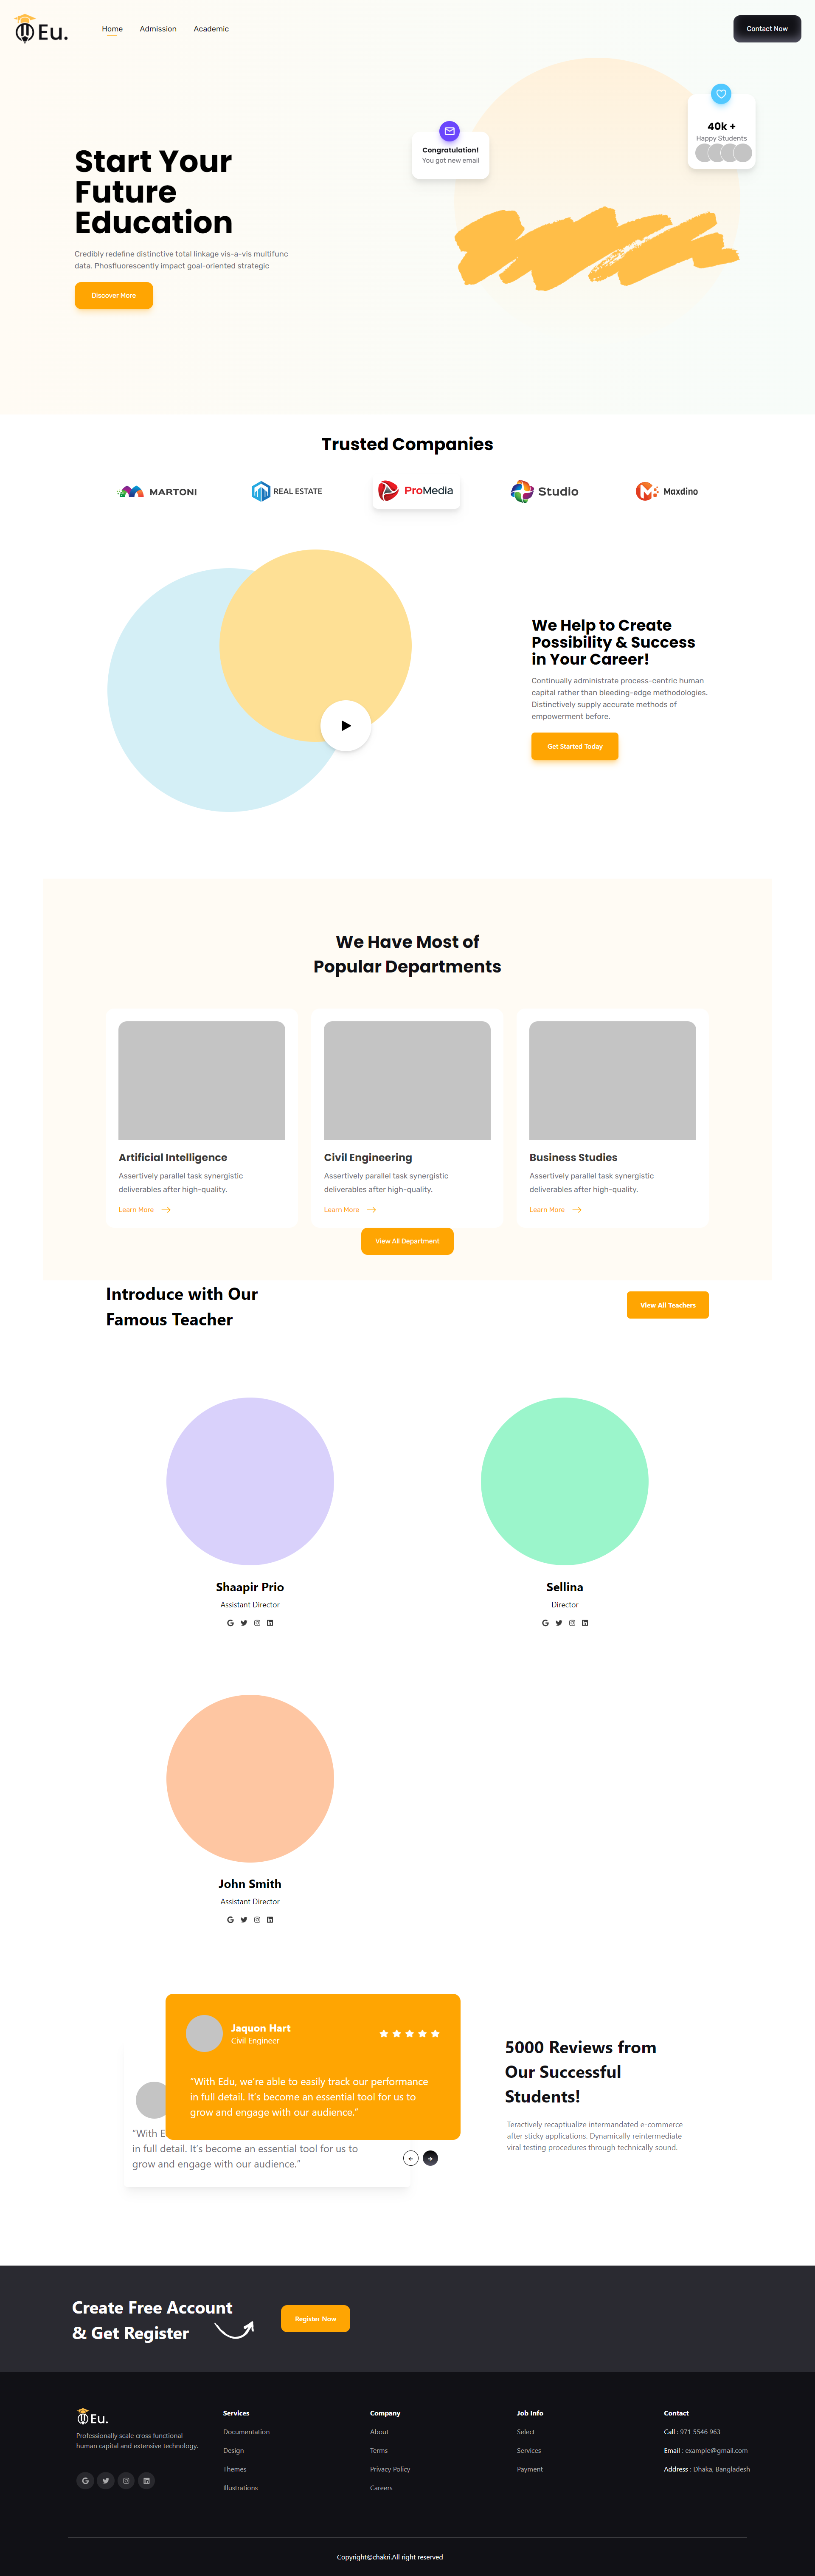 Eu.
Home
Admission
Academic
Contact Now
40k +
Happy Students
Congratulation!
You got new email
Start Your
Future
Education
Credibly redefine distinctive total linkage vis-a-vis multifunc
data. Phosfluorescently impact goal-oriented strategic
Discover More
Trusted Companies
MARTONI
REAL ESTATE
ProMedia
Studio
Maxdino
We Help to Create
Possibility & Success
in Your Career!
Continually administrate process-centric human
capital rather than bleeding-edge methodologies.
Distinctively supply accurate methods of
empowerment before.
Get Started Today
We Have Most of
Popular Departments
Artificial Intelligence
Assertively parallel task synergistic
deliverables after high-quality.
Learn More
Civil Engineering
Assertively parallel task synergistic
deliverables after high-quality.
Learn More
Business Studies
Assertively parallel task synergistic
deliverables after high-quality.
Learn More
View All Department
Introduce with Our
Famous Teacher
View All Teachers
Shaapir Prio
Assistant Director
Sellina
Director
John Smith
Assistant Director
Jaquon Hart
Civil Engineer
"With Edu, we're able to easily track our performance
in full detail. It's become an essential tool for us to
grow and engage with our audience."
"With E
in full detail. It's become an essential tool for us to
grow and engage with our audience."
5000 Reviews from
Our Successful
Students!
Teractively recaptiualize intermandated e-commerce
after sticky applications. Dynamically reintermediate
viral testing procedures through technically sound.
Create Free Account
& Get Register
Register Now
Eu.
Professionally scale cross functional
human capital and extensive technology.
Services
Documentation
Design
Themes
Illustrations
Company
About
Terms
Privacy Policy
Careers
Job Info
Select
Services
Payment
Contact
Call : 971 5546 963
Email : example@gmail.com
Address : Dhaka, Bangladesh
Copyright©chakri.All right reserved